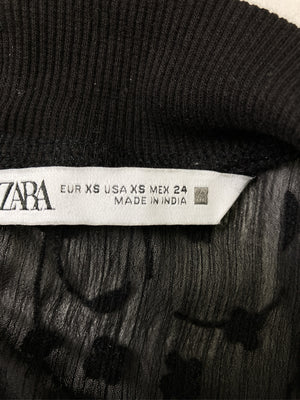 ZARA
EUR XS USA XS MEX 24
MADE IN INDIA